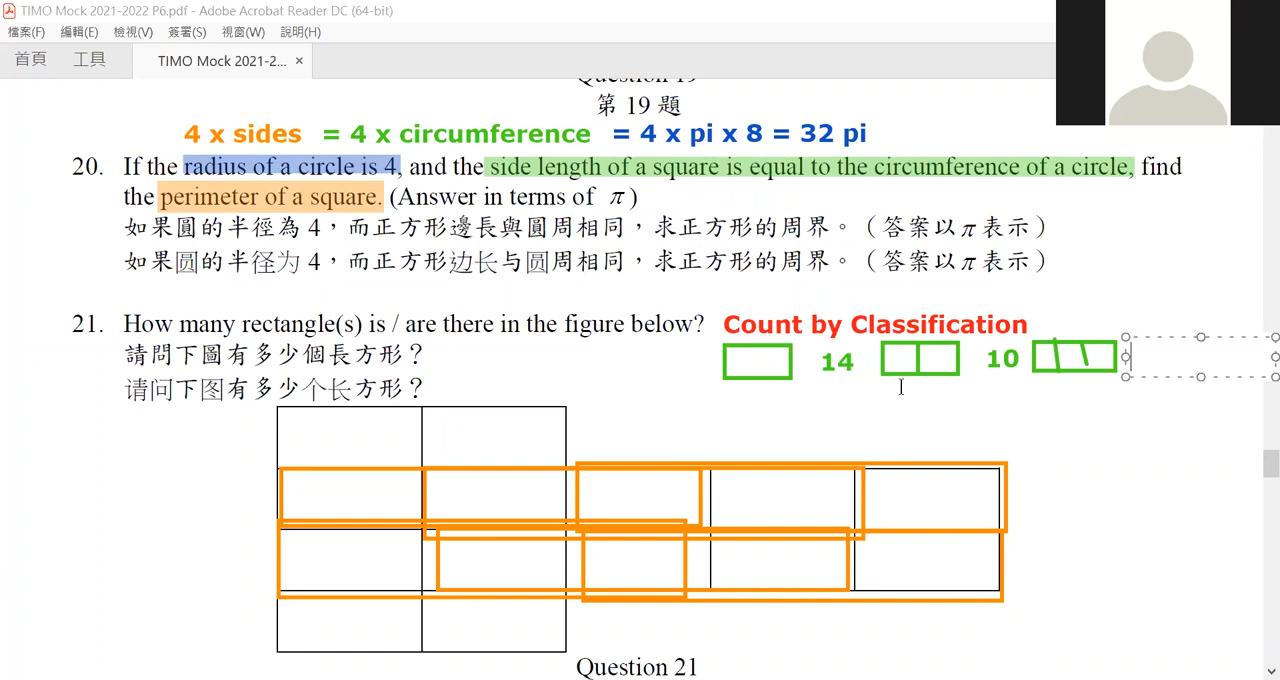 TIMO Mock 2021-2022 P6.pdf - Adobe Acrobat Reader DC (64-bit)
檔案(F) 編輯(E) 檢視(V) 簽署(S) 視窗(W) 說明(H)
首頁 工具 TIMO Mock 2021-2... ×
Question 19
第 19 題
4 x sides = 4 x circumference = 4 x pi x 8 = 32 pi
20. If the radius of a circle is 4, and the side length of a square is equal to the circumference of a circle, find
the perimeter of a square. (Answer in terms of π)
如果圓的半徑為 4，而正方形邊長與圓周相同，求正方形的周界。（答案以π表示）
如果圆的半径为 4，而正方形边长与圆周相同，求正方形的周界。（答案以π表示）
21. How many rectangle(s) is / are there in the figure below? Count by Classification
請問下圖有多少個長方形？
14 10
请问下图有多少个长方形？
Question 21